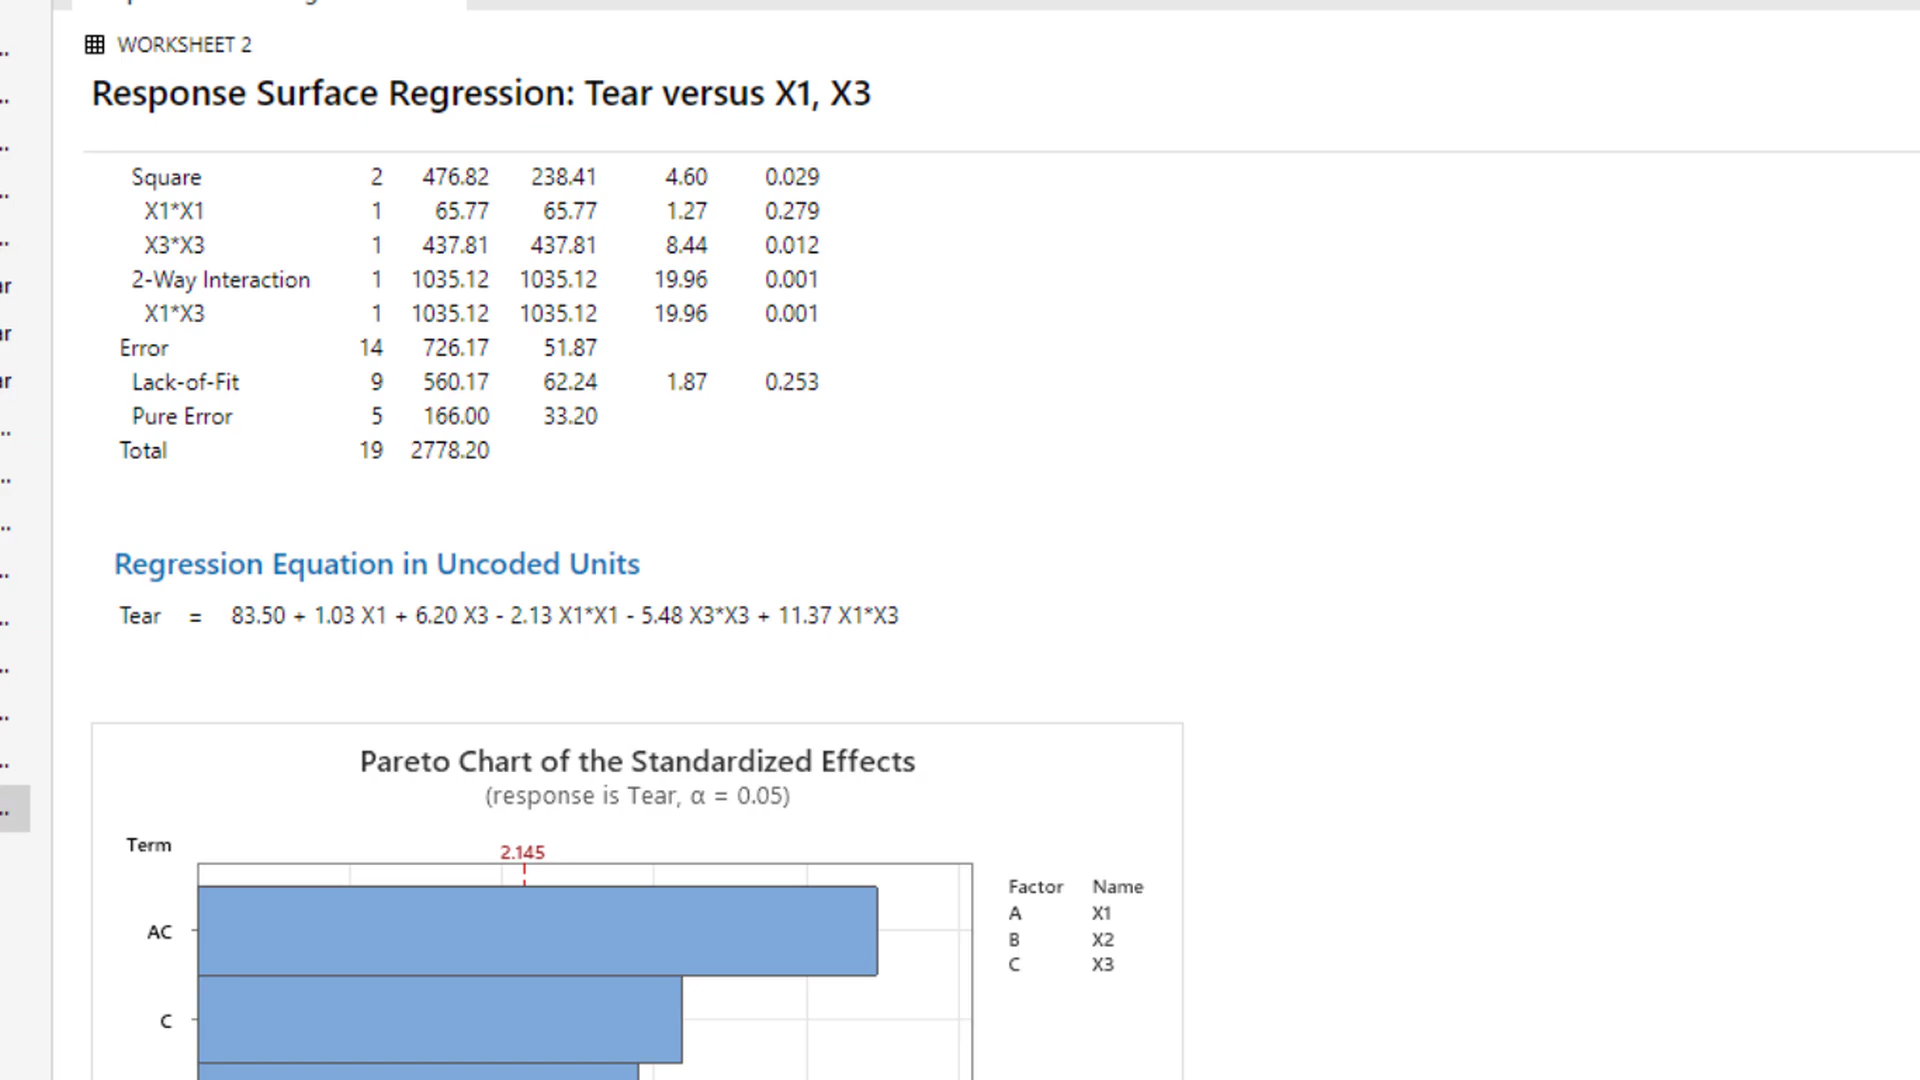 WORKSHEET 2
Response Surface Regression: Tear versus X1, X3
Square 2 476.82 238.41 4.60 0.029
X1*X1 1 65.77 65.77 1.27 0.279
X3*X3 1 437.81 437.81 8.44 0.012
2-Way Interaction 1 1035.12 1035.12 19.96 0.001
X1*X3 1 1035.12 1035.12 19.96 0.001
Error 14 726.17 51.87
Lack-of-Fit 9 560.17 62.24 1.87 0.253
Pure Error 5 166.00 33.20
Total 19 2778.20
Regression Equation in Uncoded Units
Tear = 83.50 + 1.03 X1 + 6.20 X3 - 2.13 X1*X1 - 5.48 X3*X3 + 11.37 X1*X3
Pareto Chart of the Standardized Effects
(response is Tear, α = 0.05)
Term
2.145
AC
C
Factor Name
A X1
B X2
C X3